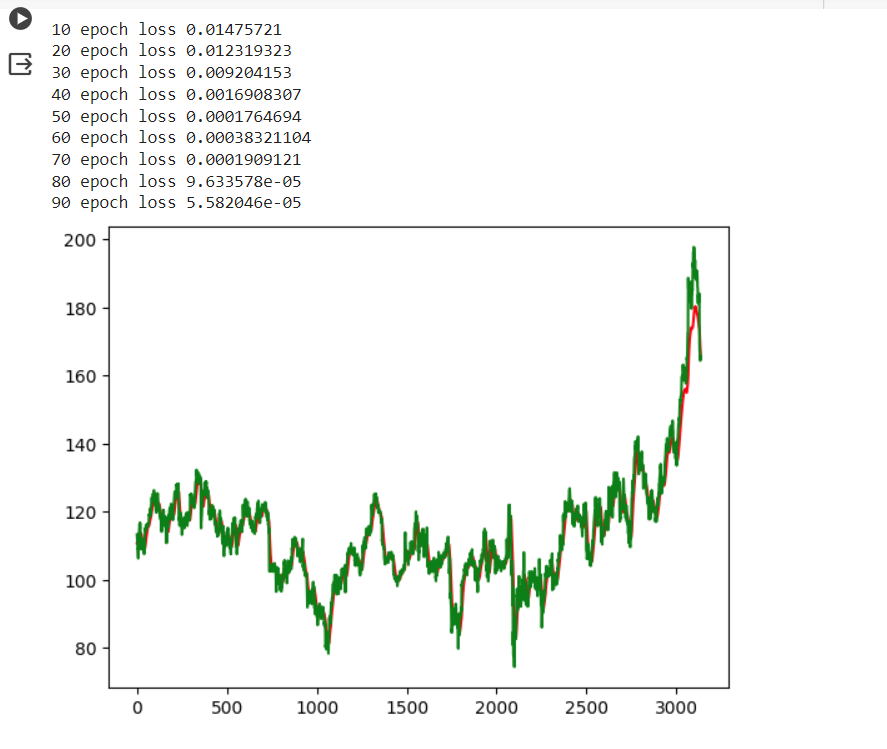 10 epoch loss 0.01475721
20 epoch loss 0.012319323
30 epoch loss 0.009204153
40 epoch loss 0.0016908307
50 epoch loss 0.0001764694
60 epoch loss 0.00038321104
70 epoch loss 0.0001909121
80 epoch loss 9.633578e-05
90 epoch loss 5.582046e-05
200
180
160
140
120
100
80
0 500 1000 1500 2000 2500 3000